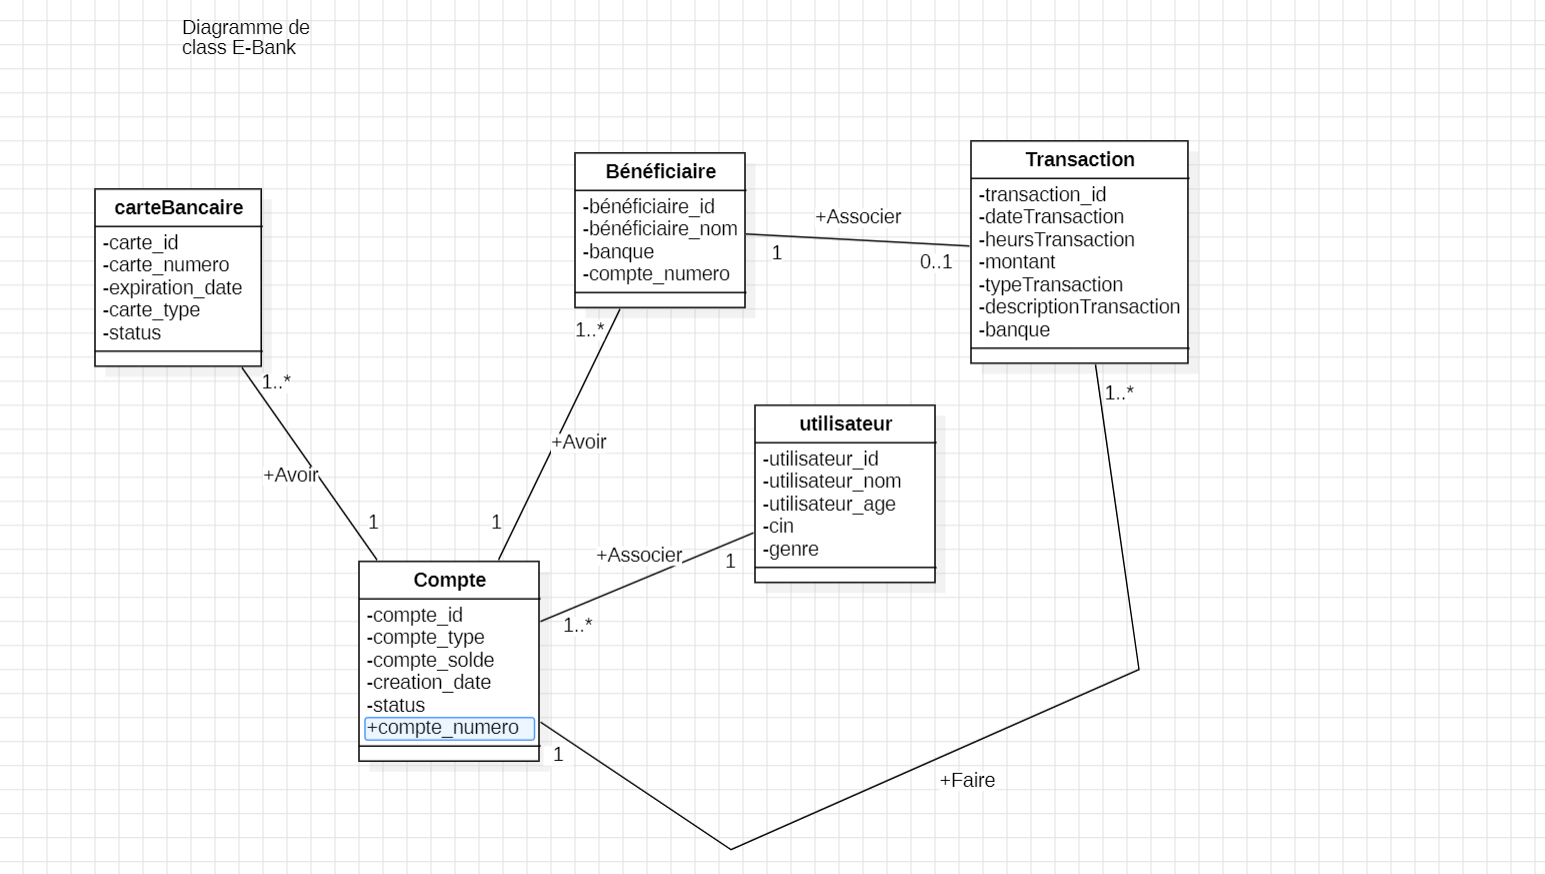 Diagramme de
class E-Bank
carteBancaire
-carte_id
-carte_numero
-expiration_date
-carte_type
-status
Bénéficiaire
-bénéficiaire_id
-bénéficiaire_nom
-banque
-compte_numero
+Associer
1
0..1
Transaction
-transaction_id
-dateTransaction
-heursTransaction
-montant
-typeTransaction
-descriptionTransaction
-banque
1..*
+Avoir
1
1..*
+Avoir
1
utilisateur
-utilisateur_id
-utilisateur_nom
-utilisateur_age
-cin
-genre
+Associer
1
1..*
Compte
-compte_id
-compte_type
-compte_solde
-creation_date
-status
+compte_numero
1
+Faire
1..*